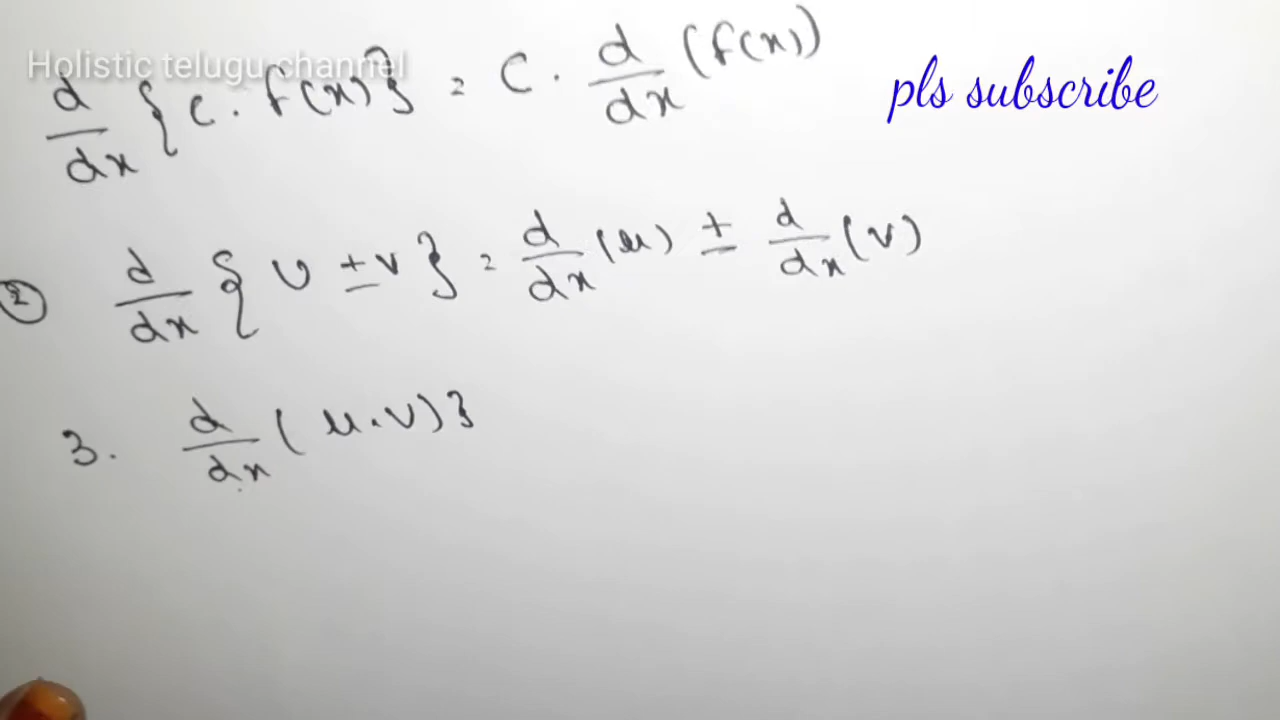 Holistic telugu channel
d/dx {c . f(x)} = C . d/dx (f(x))
pls subscribe
② d/dx { U ± v } = d/dx (u) ± d/dx (v)
3. d/dx ( u . v ) }